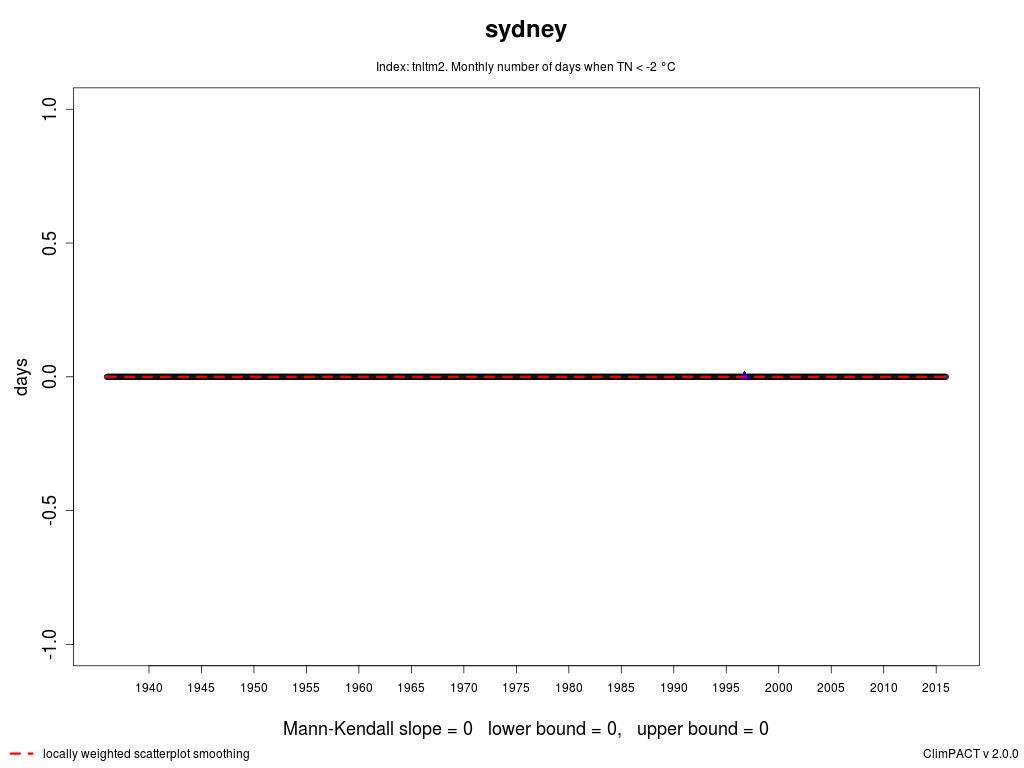 sydney
Index: tnltm2. Monthly number of days when TN < -2 °C
1.0
0.5
0.0
-0.5
-1.0
days
1940 1945 1950 1955 1960 1965 1970 1975 1980 1985 1990 1995 2000 2005 2010 2015
Mann-Kendall slope = 0 lower bound = 0, upper bound = 0
locally weighted scatterplot smoothing
ClimPACT v 2.0.0